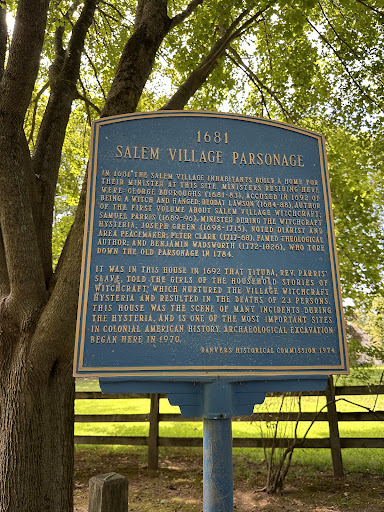 1681
SALEM VILLAGE PARSONAGE
IN 1681 THE SALEM VILLAGE INHABITANTS BUILT A HOME FOR
THEIR MINISTER AT THIS SITE. MINISTERS RESIDING HERE
WERE: GEORGE BURROUGHS (1681-83), ACCUSED IN 1692 OF
BEING A WITCH AND HANGED; DEODAT LAWSON (1684-88), AUTHOR
OF THE FIRST VOLUME ABOUT SALEM VILLAGE WITCHCRAFT;
SAMUEL PARRIS (1689-96), MINISTER DURING THE WITCHCRAFT
HYSTERIA; JOSEPH GREEN (1698-1715), NOTED DIARIST AND
AREA PEACEMAKER; PETER CLARK (1717-68), FAMED THEOLOGICAL
AUTHOR; AND BENJAMIN WADSWORTH (1772-1826), WHO TORE
DOWN THE OLD PARSONAGE IN 1784.
IT WAS IN THIS HOUSE IN 1692 THAT TITUBA, REV. PARRIS'
SLAVE, TOLD THE GIRLS OF THE HOUSEHOLD STORIES OF
WITCHCRAFT WHICH NURTURED THE VILLAGE WITCHCRAFT
HYSTERIA AND RESULTED IN THE DEATHS OF 23 PERSONS.
THIS HOUSE WAS THE SCENE OF MANY INCIDENTS DURING
THE HYSTERIA, AND IS ONE OF THE MOST IMPORTANT SITES
IN COLONIAL AMERICAN HISTORY. ARCHAEOLOGICAL EXCAVATION
BEGAN HERE IN 1970.
DANVERS HISTORICAL COMMISSION 1974